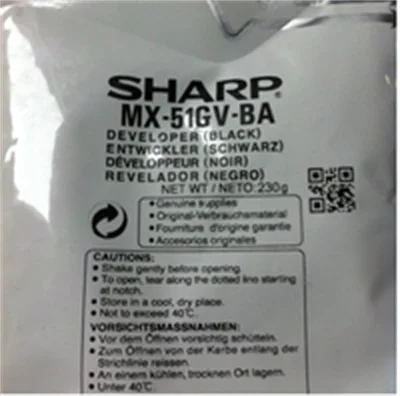 SHARP®
MX-51GV-BA
DEVELOPER (BLACK)
ENTWICKLER (SCHWARZ)
DÉVELOPPEUR (NOIR)
REVELADOR (NEGRO)
NET WT / NETO: 230g
• Genuine supplies
• Original-Verbrauchsmaterial
• Fourniture d'origine garantie
• Accesorios originales
CAUTIONS:
• Shake gently before opening.
• To open, tear along the dotted line starting
at notch.
• Store in a cool, dry place.
• Not to exceed 40°C.
VORSICHTSMASSNAHMEN:
• Vor dem Öffnen vorsichtig schütteln.
• Zum Öffnen von der Kerbe entlang der
Strichlinie reissen.
• An einem kühlen, trocknen Ort lagern.
• Unter 40°C.